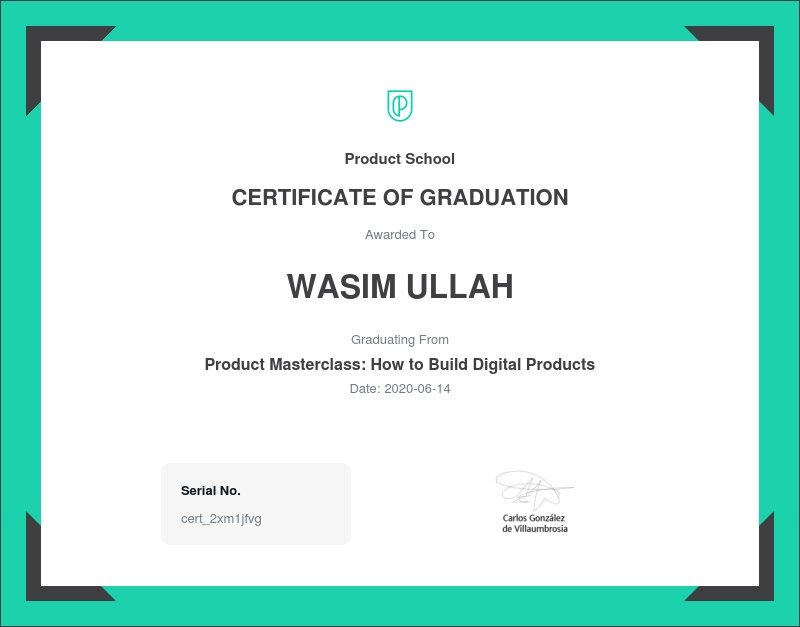 Product School
CERTIFICATE OF GRADUATION
Awarded To
WASIM ULLAH
Graduating From
Product Masterclass: How to Build Digital Products
Date: 2020-06-14
Serial No.
cert_2xm1jfvg
Carlos González
de Villaumbrosia